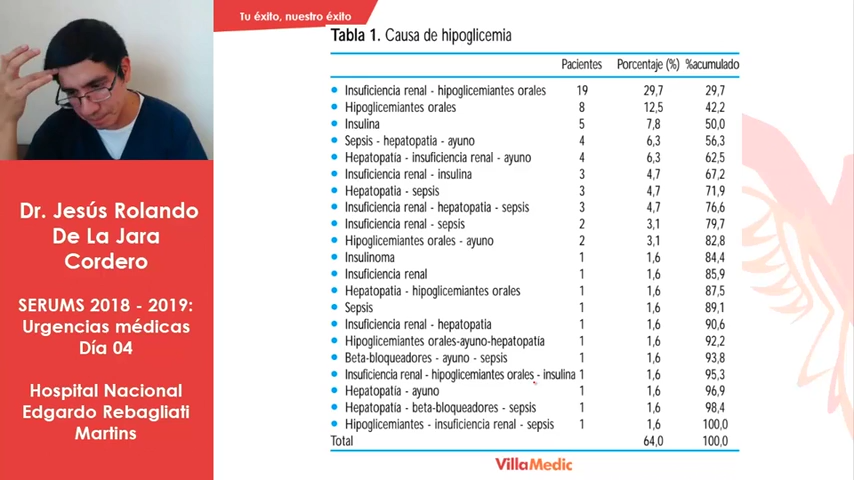 Tu éxito, nuestro éxito
Tabla 1. Causa de hipoglicemia
Pacientes Porcentaje (%) %acumulado
Insuficiencia renal - hipoglicemiantes orales 19 29,7 29,7
Hipoglicemiantes orales 8 12,5 42,2
Insulina 5 7,8 50,0
Sepsis - hepatopatía - ayuno 4 6,3 56,3
Hepatopatía - insuficiencia renal - ayuno 4 6,3 62,5
Insuficiencia renal - insulina 3 4,7 67,2
Hepatopatía - sepsis 3 4,7 71,9
Insuficiencia renal - hepatopatía - sepsis 3 4,7 76,6
Insuficiencia renal - sepsis 2 3,1 79,7
Hipoglicemiantes orales - ayuno 2 3,1 82,8
Insulinoma 1 1,6 84,4
Insuficiencia renal 1 1,6 85,9
Hepatopatía - hipoglicemiantes orales 1 1,6 87,5
Sepsis 1 1,6 89,1
Insuficiencia renal - hepatopatía 1 1,6 90,6
Hipoglicemiantes orales-ayuno-hepatopatía 1 1,6 92,2
Beta-bloqueadores - ayuno - sepsis 1 1,6 93,8
Insuficiencia renal - hipoglicemiantes orales - insulina 1 1,6 95,3
Hepatopatía - ayuno 1 1,6 96,9
Hepatopatía - beta-bloqueadores - sepsis 1 1,6 98,4
Hipoglicemiantes - insuficiencia renal - sepsis 1 1,6 100,0
Total 64,0 100,0
VillaMedic
Dr. Jesús Rolando
De La Jara
Cordero
SERUMS 2018 - 2019:
Urgencias médicas
Día 04
Hospital Nacional
Edgardo Rebagliati
Martins